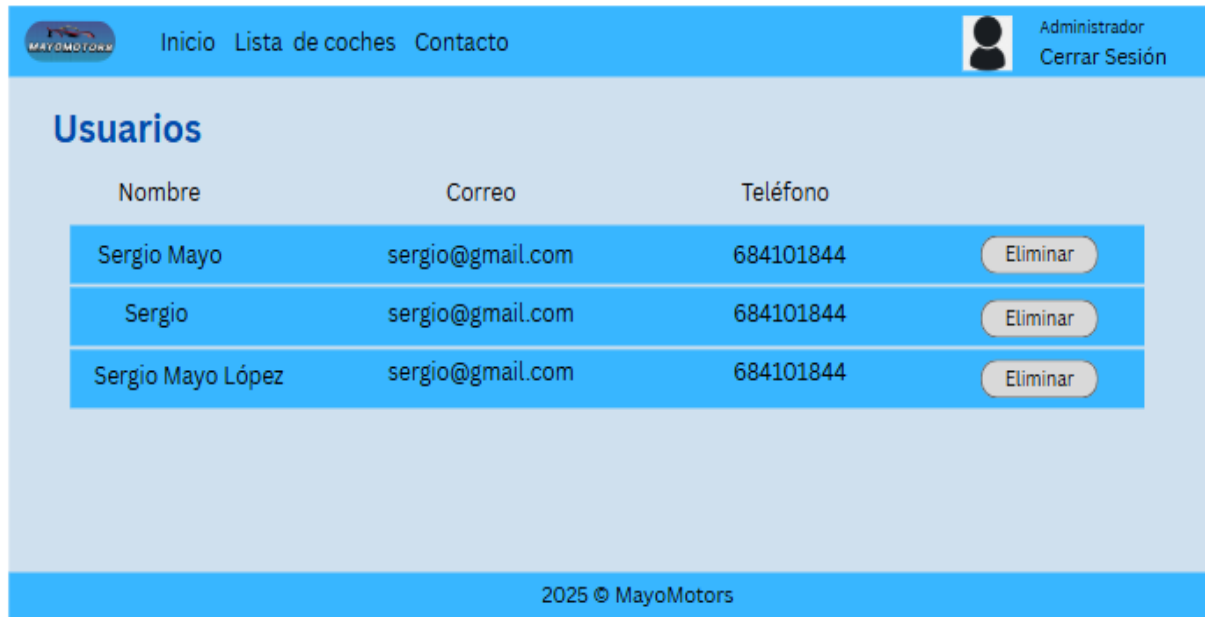 MAYOMOTORS Inicio Lista de coches Contacto Administrador
Cerrar Sesión
Usuarios
Nombre Correo Teléfono
Sergio Mayo sergio@gmail.com 684101844 Eliminar
Sergio sergio@gmail.com 684101844 Eliminar
Sergio Mayo López sergio@gmail.com 684101844 Eliminar
2025 © MayoMotors